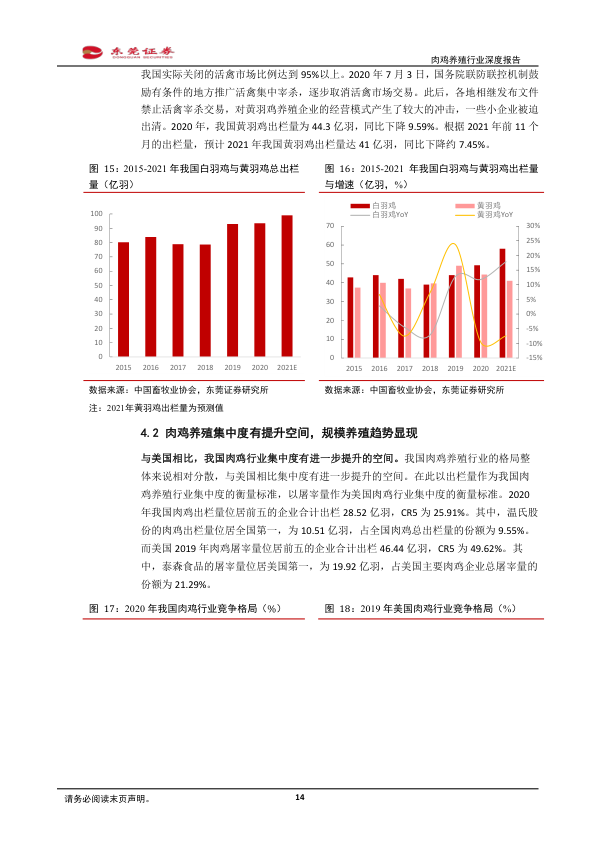 东莞证券
DONGGUAN SECURITIES
肉鸡养殖行业深度报告
我国实际关闭的活禽市场比例达到 95%以上。2020 年 7 月 3 日，国务院联防联控机制鼓
励有条件的地方推广活禽集中宰杀，逐步取消活禽市场交易。此后，各地相继发布文件
禁止活禽宰杀交易，对黄羽鸡养殖企业的经营模式产生了较大的冲击，一些小企业被迫
出清。2020 年，我国黄羽鸡出栏量为 44.3 亿羽，同比下降 9.59%。根据 2021 年前 11 个
月的出栏量，预计 2021 年我国黄羽鸡出栏量达 41 亿羽，同比下降约 7.45%。
图 15：2015-2021 年我国白羽鸡与黄羽鸡总出栏
量（亿羽）
100
90
80
70
60
50
40
30
20
10
0
2015 2016 2017 2018 2019 2020 2021E
数据来源：中国畜牧业协会，东莞证券研究所
注：2021年黄羽鸡出栏量为预测值
图 16：2015-2021 年我国白羽鸡与黄羽鸡出栏量
与增速（亿羽，%）
白羽鸡 黄羽鸡
白羽鸡YoY 黄羽鸡YoY
70
60
50
40
30
20
10
0
30%
25%
20%
15%
10%
5%
0%
-5%
-10%
-15%
2015 2016 2017 2018 2019 2020 2021E
数据来源：中国畜牧业协会，东莞证券研究所
4.2 肉鸡养殖集中度有提升空间，规模养殖趋势显现
与美国相比，我国肉鸡行业集中度有进一步提升的空间。我国肉鸡养殖行业的格局整
体来说相对分散，与美国相比集中度有进一步提升的空间。在此以出栏量作为我国肉
鸡养殖行业集中度的衡量标准，以屠宰量作为美国肉鸡行业集中度的衡量标准。2020
年我国肉鸡出栏量位居前五的企业合计出栏 28.52 亿羽，CR5 为 25.91%。其中，温氏股
份的肉鸡出栏量位居全国第一，为 10.51 亿羽，占全国肉鸡总出栏量的份额为 9.55%。
而美国 2019 年肉鸡屠宰量位居前五的企业合计出栏 46.44 亿羽，CR5 为 49.62%。其
中，泰森食品的屠宰量位居美国第一，为 19.92 亿羽，占美国主要肉鸡企业总屠宰量的
份额为 21.29%。
图 17：2020 年我国肉鸡行业竞争格局（%）
图 18：2019 年美国肉鸡行业竞争格局（%）
请务必阅读末页声明。
14